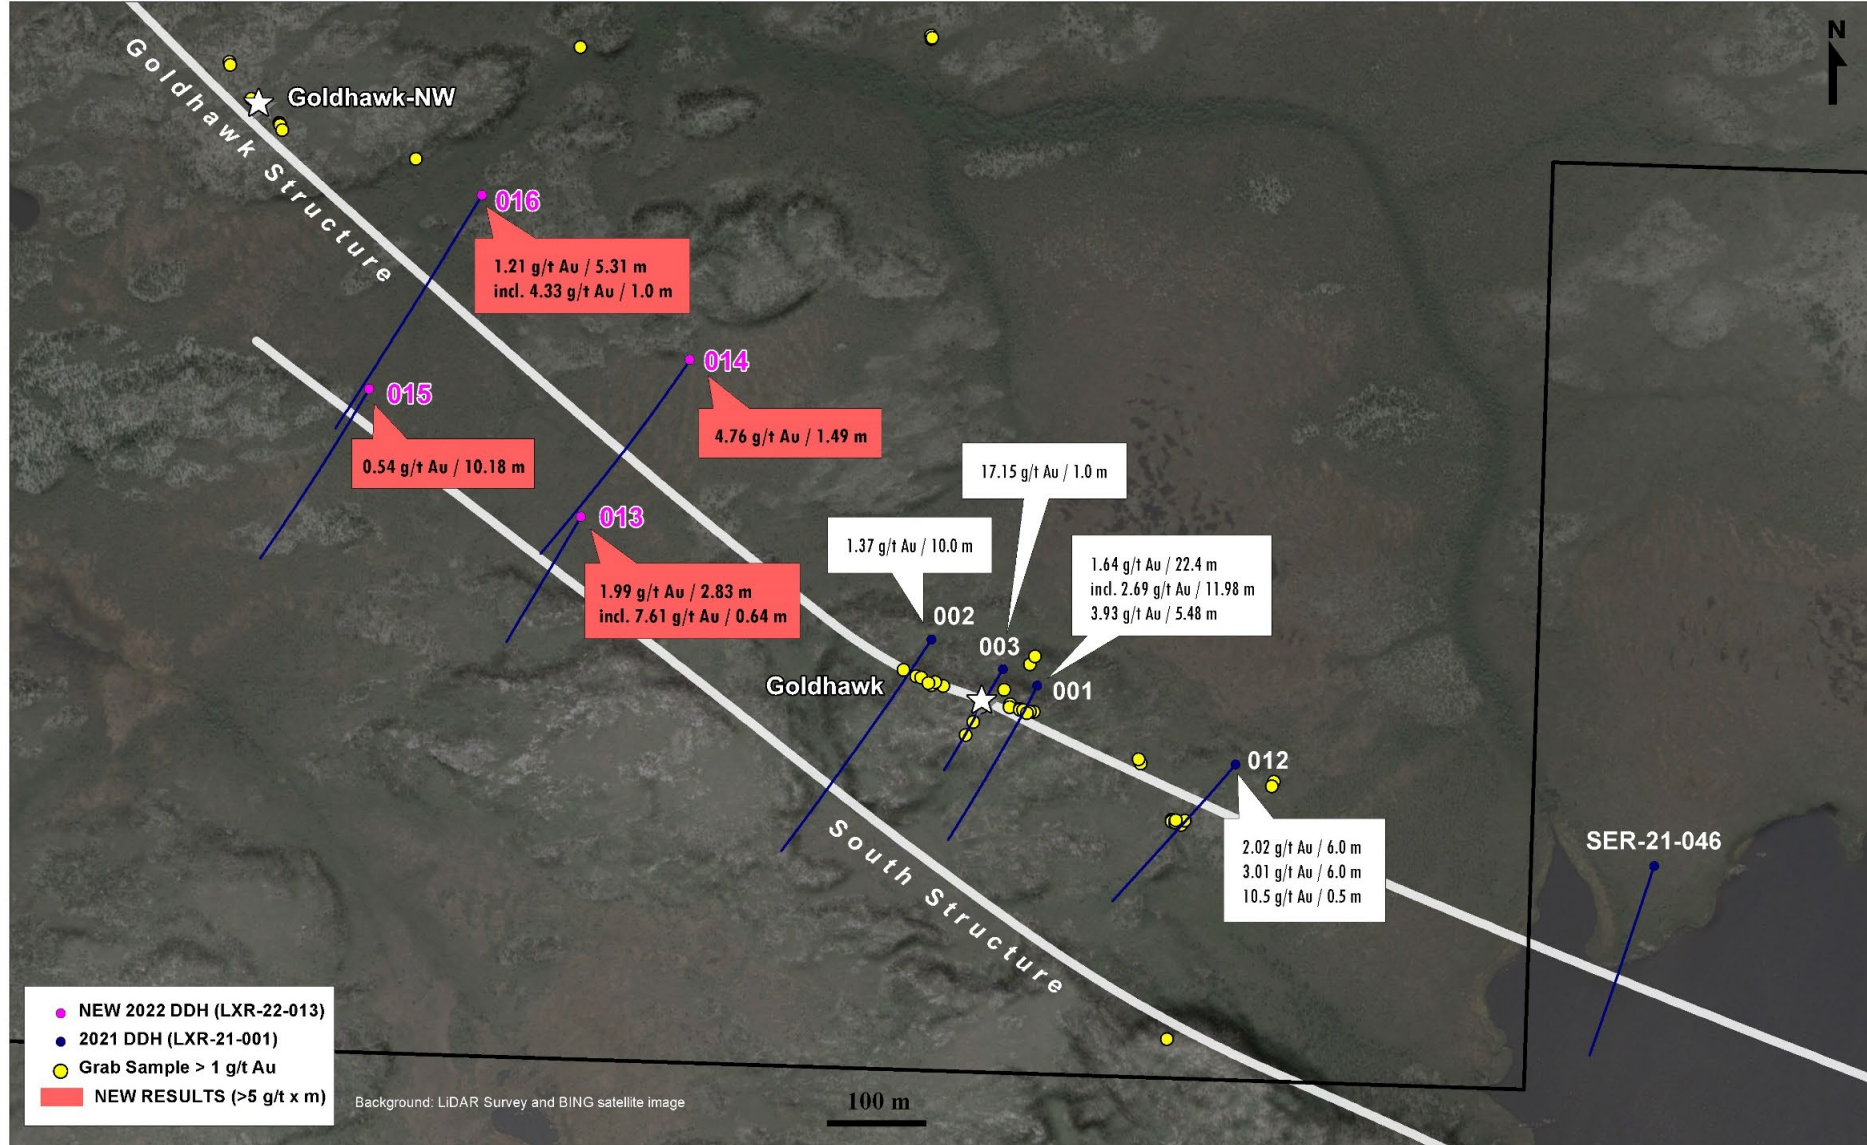 N
Goldhawk-NW
Goldhawk Structure
016
1.21 g/t Au / 5.31 m
incl. 4.33 g/t Au / 1.0 m
014
4.76 g/t Au / 1.49 m
015
0.54 g/t Au / 10.18 m
013
1.99 g/t Au / 2.83 m
incl. 7.61 g/t Au / 0.64 m
17.15 g/t Au / 1.0 m
1.37 g/t Au / 10.0 m
1.64 g/t Au / 22.4 m
incl. 2.69 g/t Au / 11.98 m
3.93 g/t Au / 5.48 m
002
003
Goldhawk
001
012
2.02 g/t Au / 6.0 m
3.01 g/t Au / 6.0 m
10.5 g/t Au / 0.5 m
SER-21-046
South Structure
NEW 2022 DDH (LXR-22-013)
2021 DDH (LXR-21-001)
Grab Sample > 1 g/t Au
NEW RESULTS (>5 g/t x m)
Background: LiDAR Survey and BING satellite image
100 m